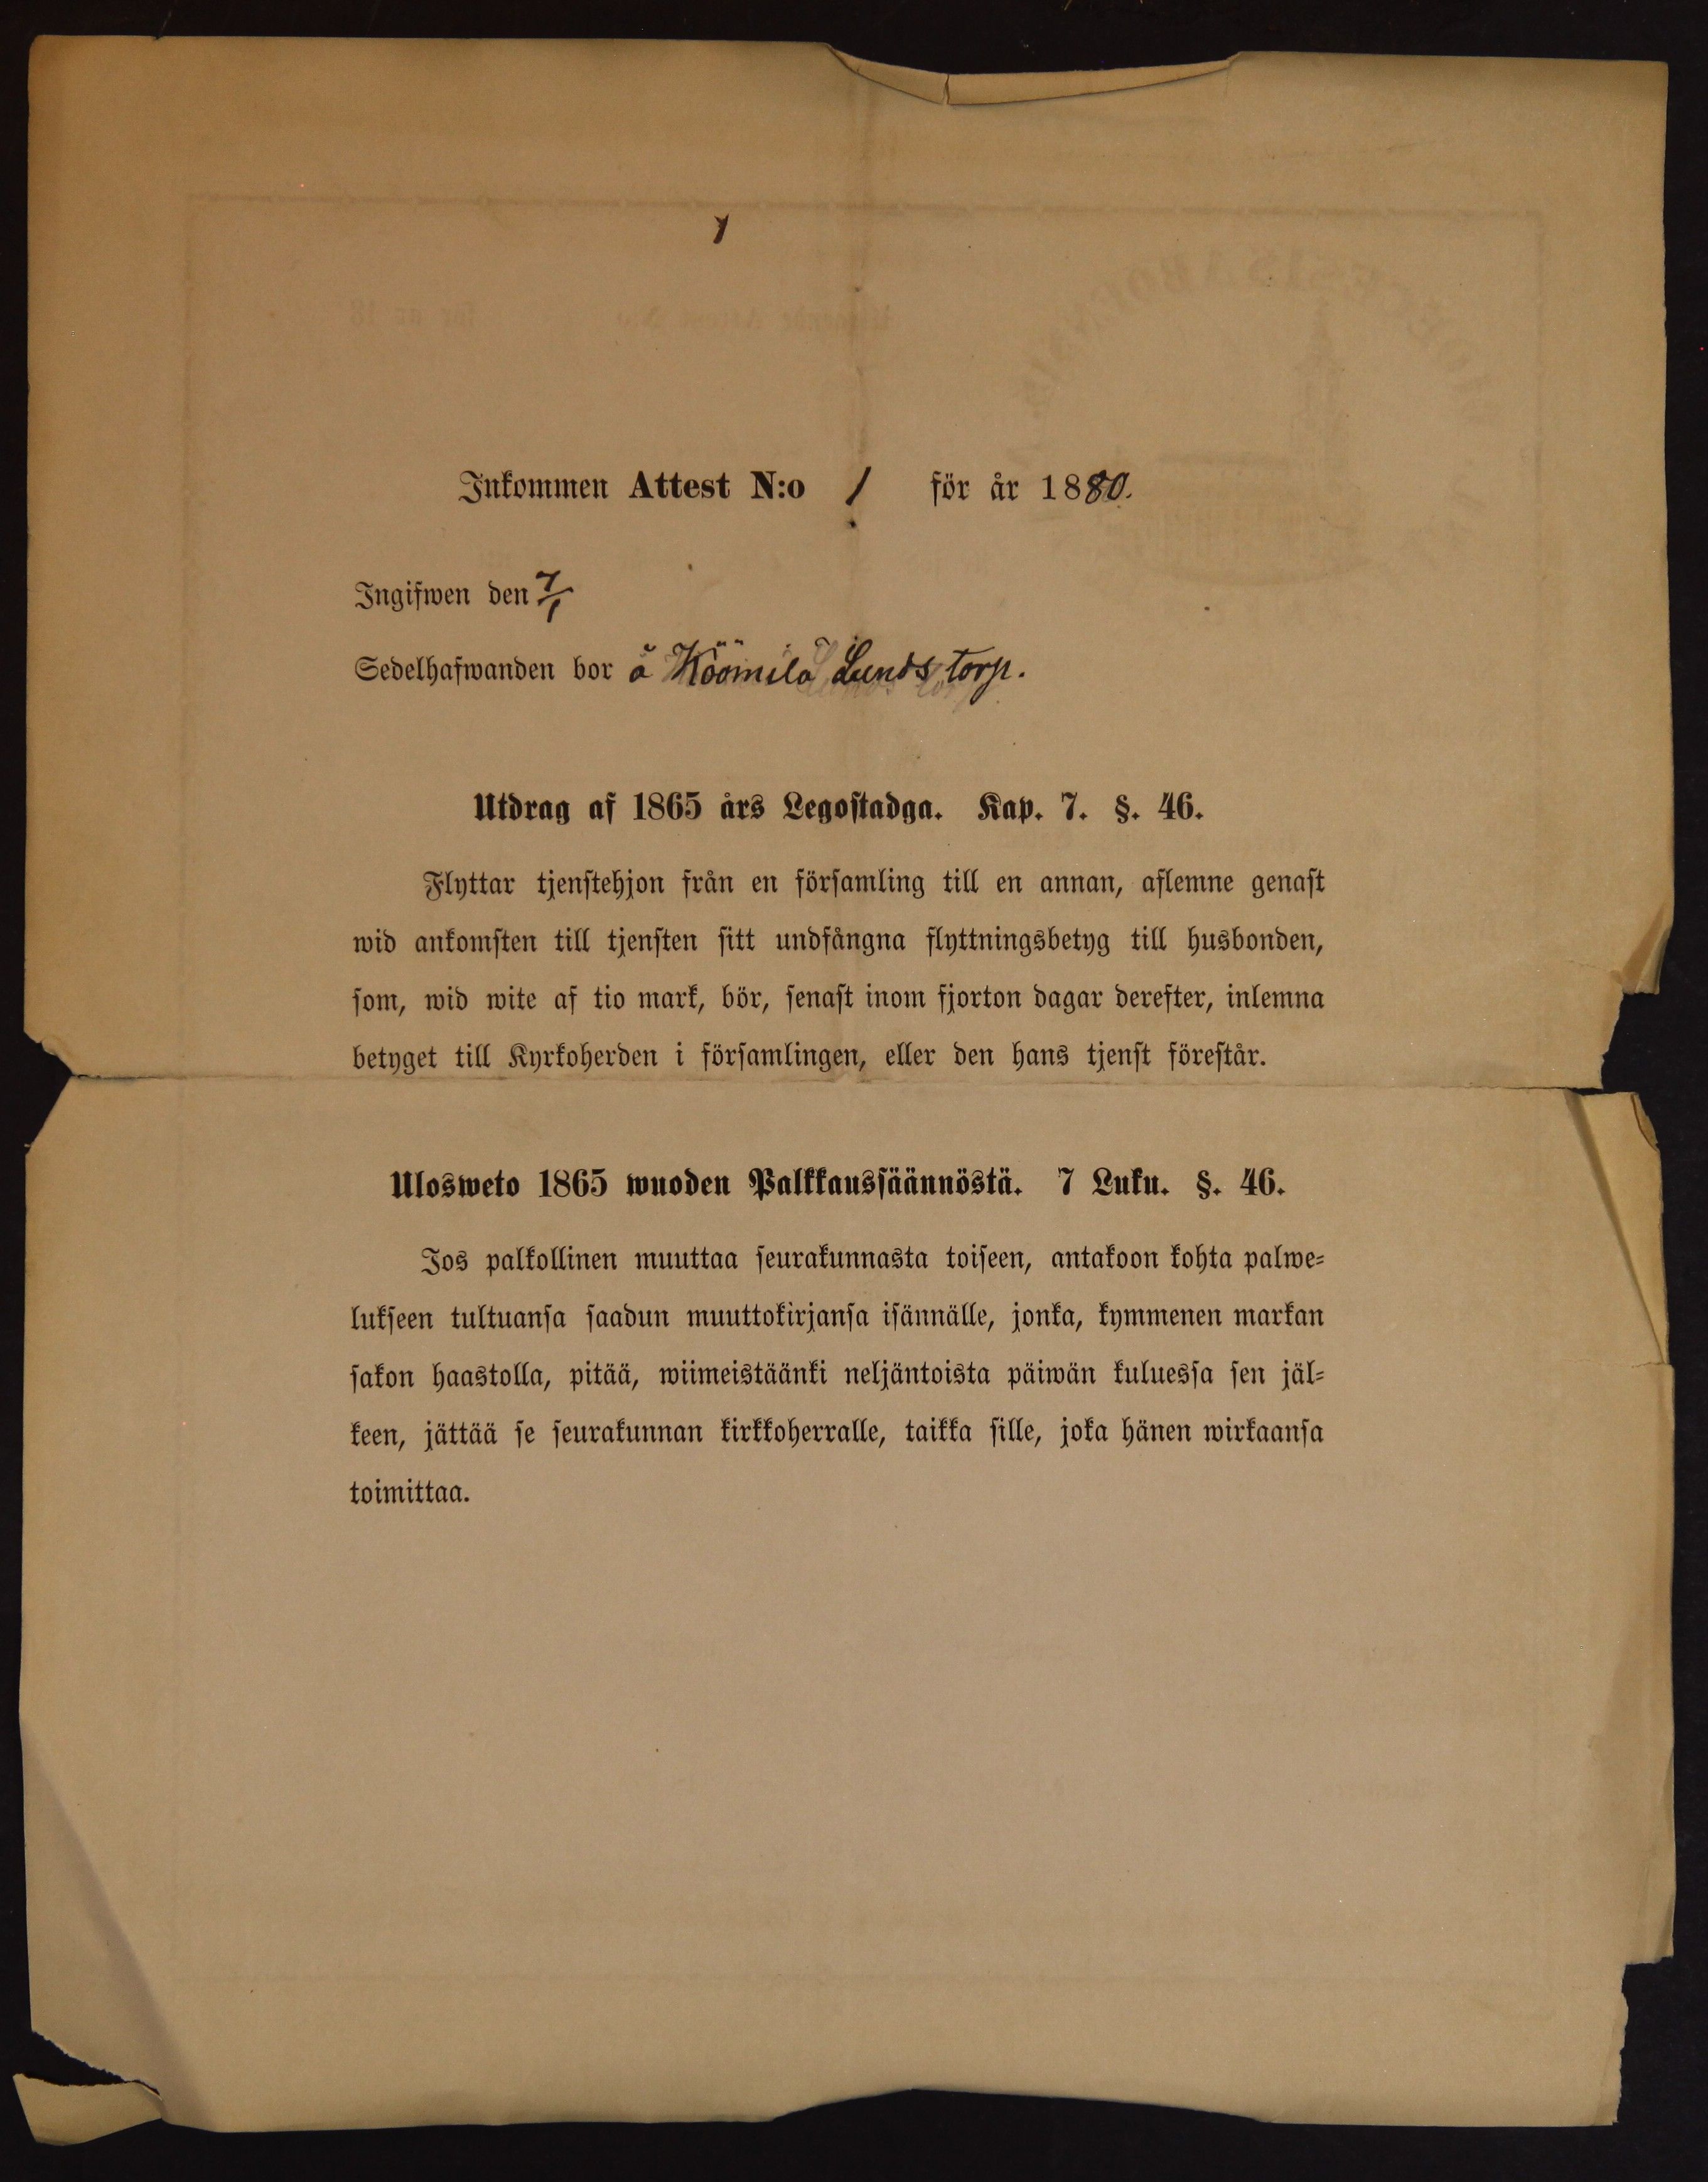 1
Inkommen Attest N:o 1 för år 1880.
Ingifwen den 7/1
Sedelhafwanden bor åKöömilä Lunds torp.
Utdrag af 1865 års Legostadga. Kap. 7. §. 46.
Flyttar tjenstehjon från en församling till en annan, aflemne genast
wid ankomsten till tjensten sitt undfångna flyttningsbetyg till husbonden,
som, wid wite af tio mark, bör, senast inom fjorton dagar derefter, inlemna
betyget till Kyrkoherden i församlingen, eller den hans tjenst förestår.
Ulosweto 1865 wuoden Palkkaussäännöstä. 7 Luku. §. 46.
Jos palkollinen muuttaa seurakunnasta toiseen, antakoon kohta palwe-
lukseen tultuansa saadun muuttokirjansa isännälle, jonka, kymmenen markan
sakon haastolla, pitää, wiimeistäänki neljäntoista päiwän kuluessa sen jäl-
keen, jättää se seurakunnan kirkkoherralle, taikka sille, joka hänen wirkaansa
toimittaa.